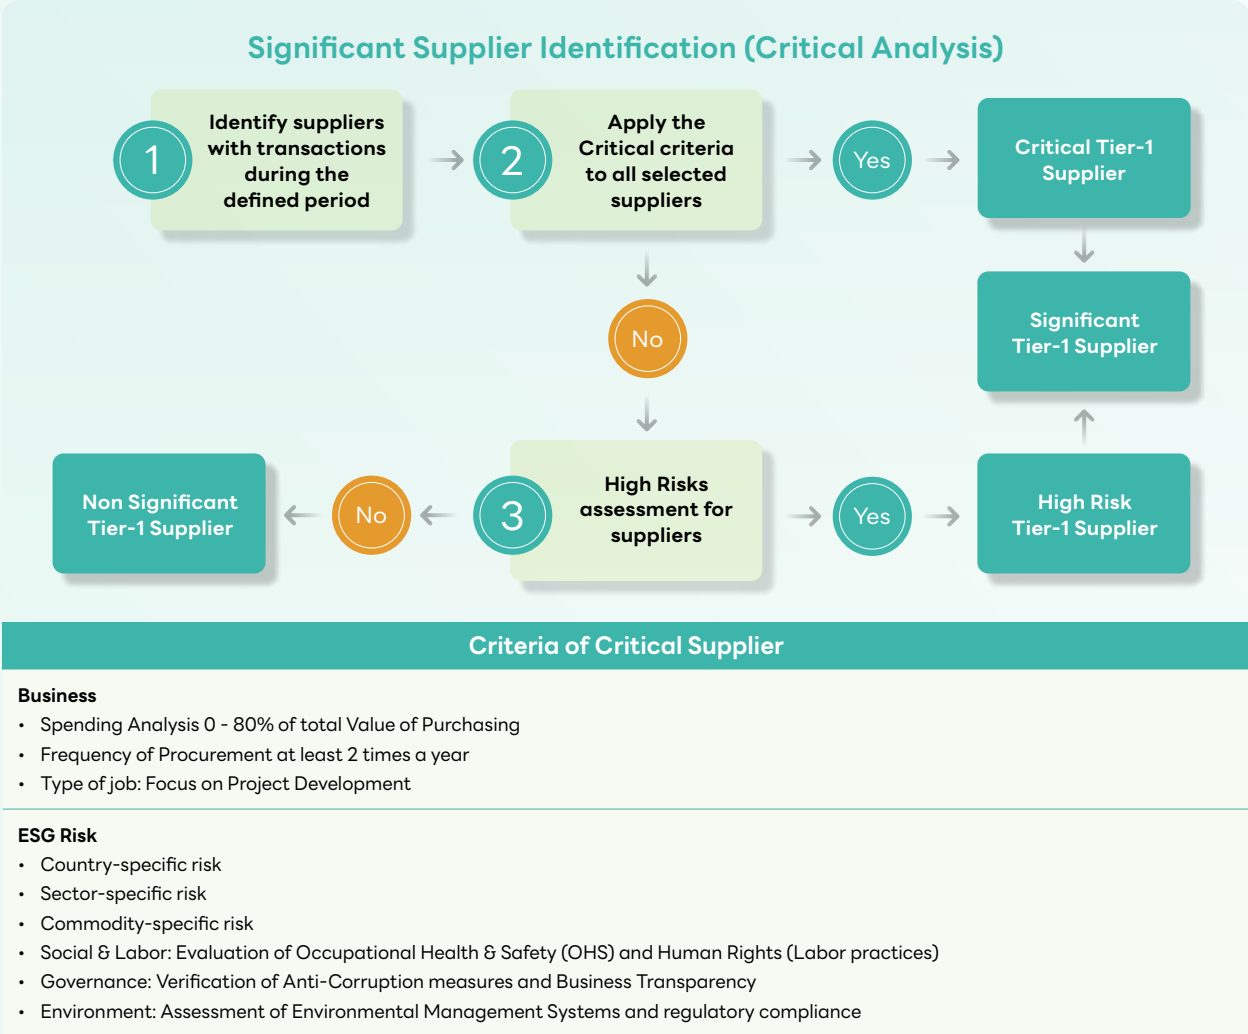 Significant Supplier Identification (Critical Analysis)
1
Identify suppliers
with transactions
during the
defined period
2
Apply the
Critical criteria
to all selected
suppliers
Yes
Critical Tier-1
Supplier
No
Significant
Tier-1 Supplier
Non Significant
Tier-1 Supplier
No
3
High Risks
assessment for
suppliers
Yes
High Risk
Tier-1 Supplier
Criteria of Critical Supplier
Business
• Spending Analysis 0 - 80% of total Value of Purchasing
• Frequency of Procurement at least 2 times a year
• Type of job: Focus on Project Development
ESG Risk
• Country-specific risk
• Sector-specific risk
• Commodity-specific risk
• Social & Labor: Evaluation of Occupational Health & Safety (OHS) and Human Rights (Labor practices)
• Governance: Verification of Anti-Corruption measures and Business Transparency
• Environment: Assessment of Environmental Management Systems and regulatory compliance